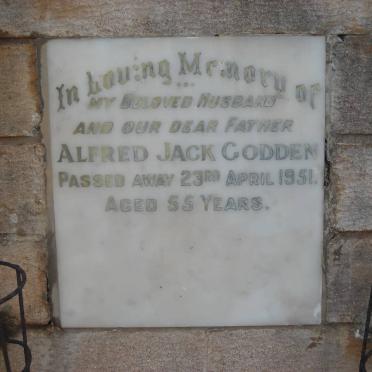 In Loving Memory of
...
MY BELOVED HUSBAND
AND OUR DEAR FATHER
ALFRED JACK GODDEN
PASSED AWAY 23RD APRIL 1951.
AGED 55 YEARS.